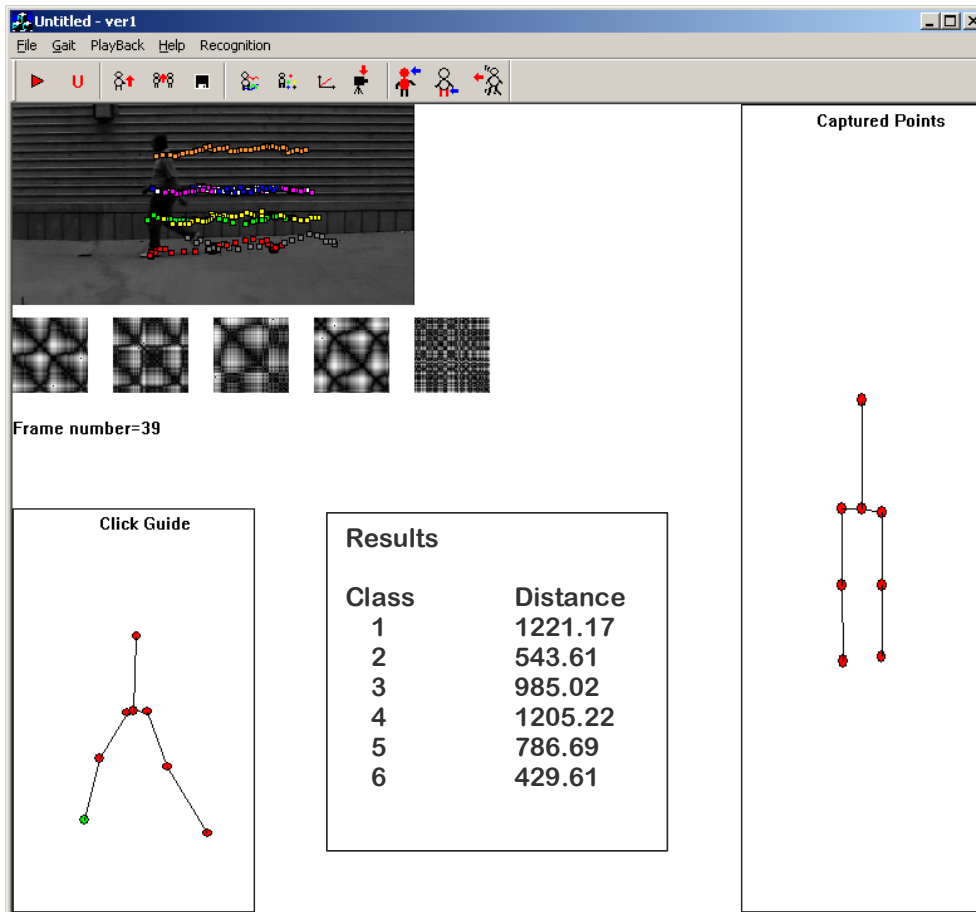 Untitled - ver1
File Gait PlayBack Help Recognition
U
Captured Points
Frame number=39
Click Guide
Results
Class Distance
1 1221.17
2 543.61
3 985.02
4 1205.22
5 786.69
6 429.61